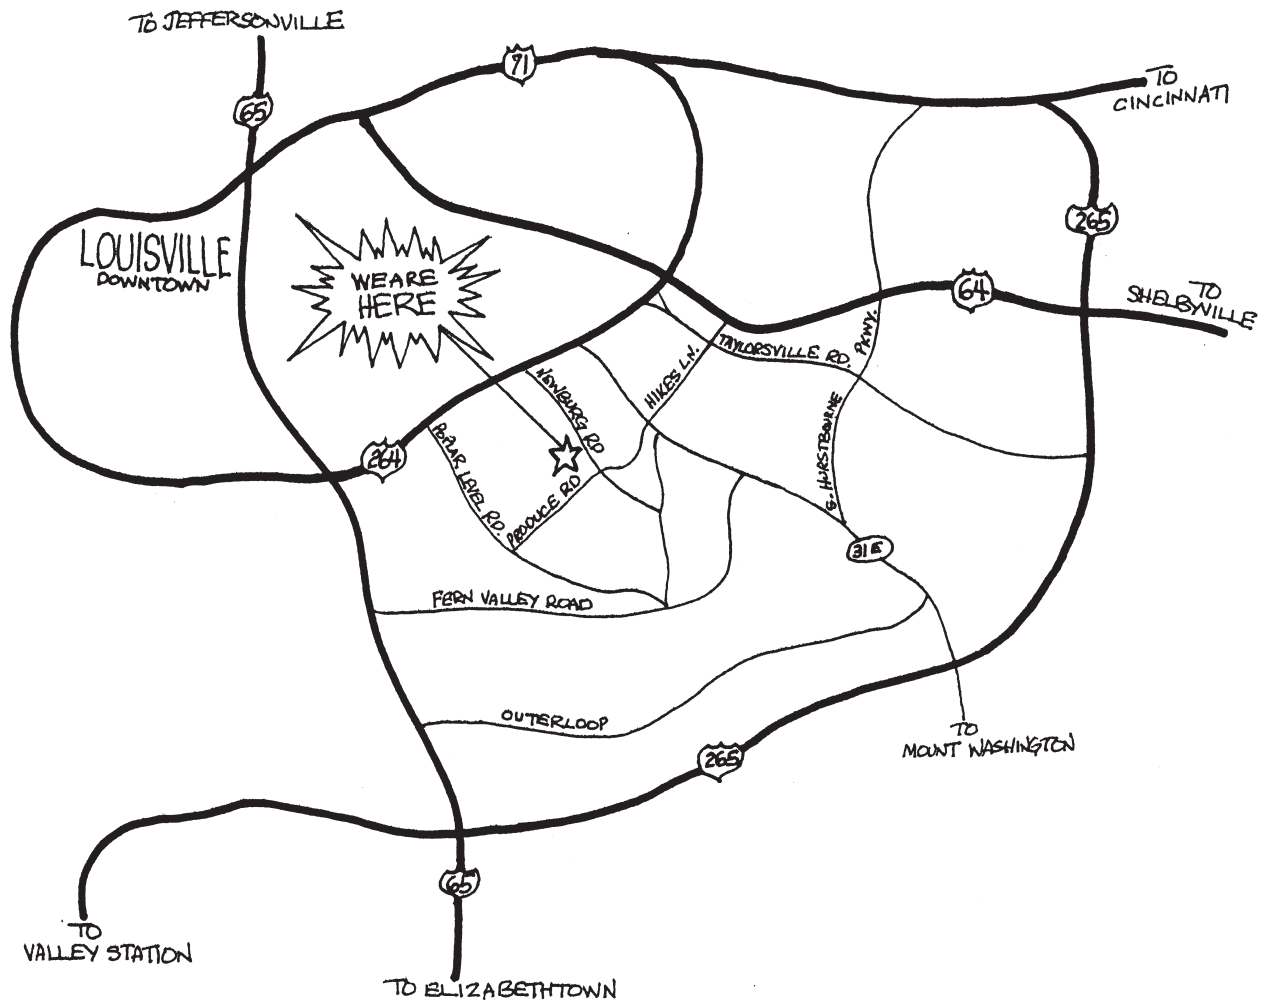 TO JEFFERSONVILLE
71
TO
CINCINNATI
65
265
LOUISVILLE
DOWNTOWN
WE ARE
HERE
64
TO
SHELBYVILLE
TAYLORSVILLE RD.
PKWY.
HIKES LN.
NEWBURG RD
S. HURSTBOURNE
264
POPLAR LEVEL RD.
PRODUCE RD
31E
FERN VALLEY ROAD
OUTERLOOP
TO
MOUNT WASHINGTON
265
65
TO
VALLEY STATION
TO ELIZABETHTOWN